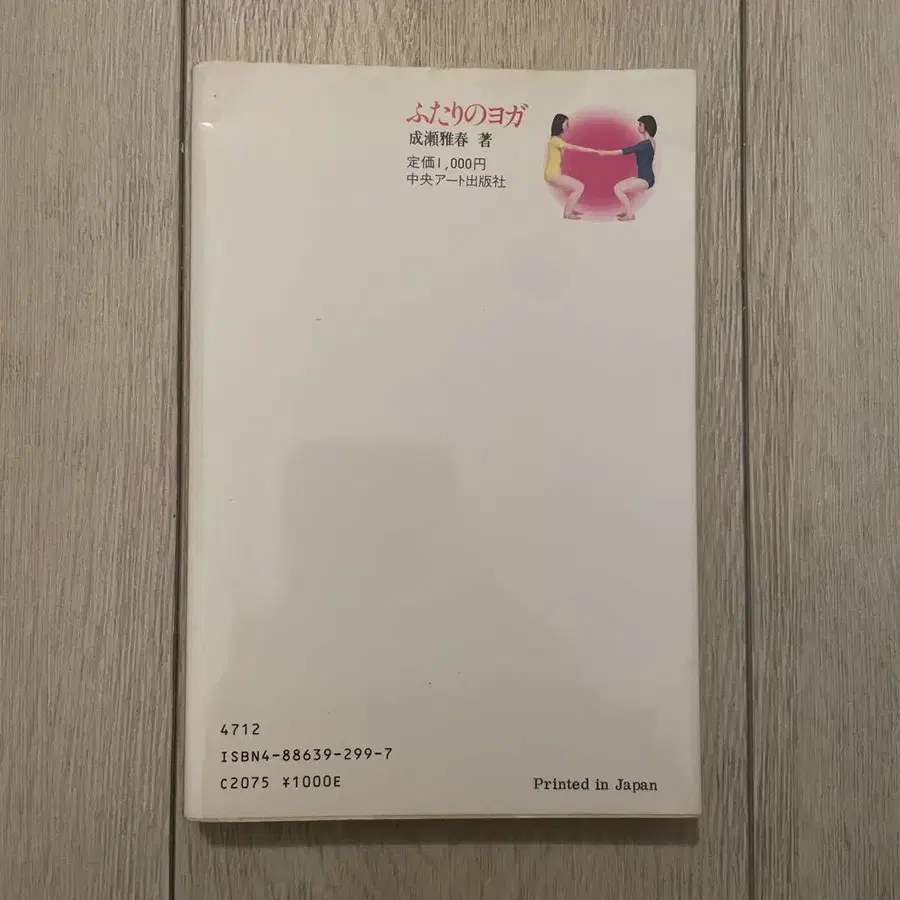 ふたりのヨガ
成瀬雅春 著
定価1,000円
中央アート出版社
4712
ISBN4-88639-299-7
C2075 ¥1000E
Printed in Japan